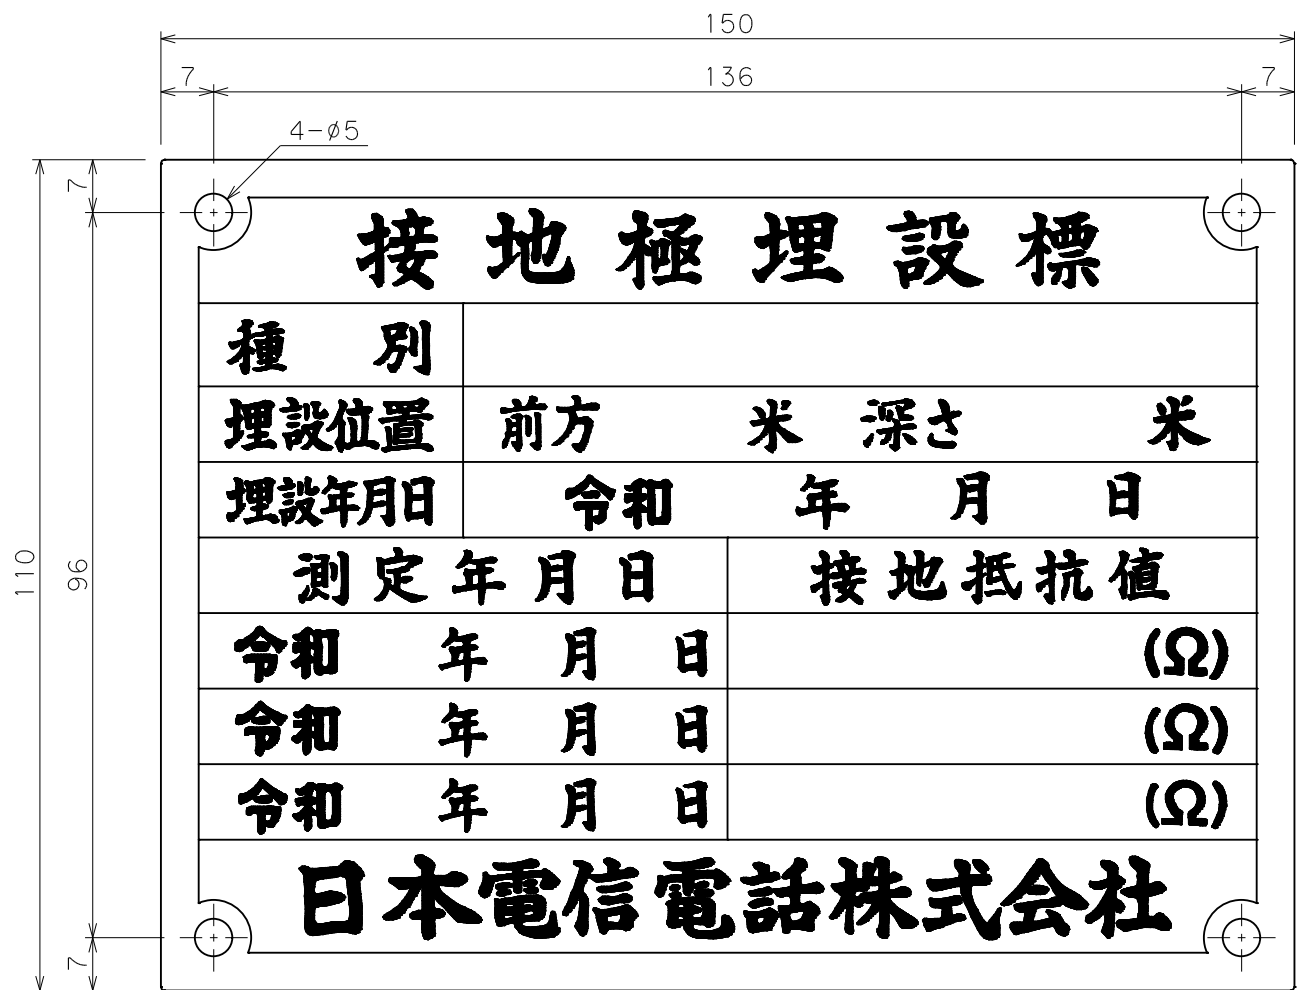 150
7 136 7
4-φ5
7
接地極埋設標
種別
埋設位置 前方 米 深さ 米
埋設年月日 令和 年 月 日
110
96
測定年月日 接地抵抗値
令和 年 月 日 (Ω)
令和 年 月 日 (Ω)
令和 年 月 日 (Ω)
日本電信電話株式会社
7